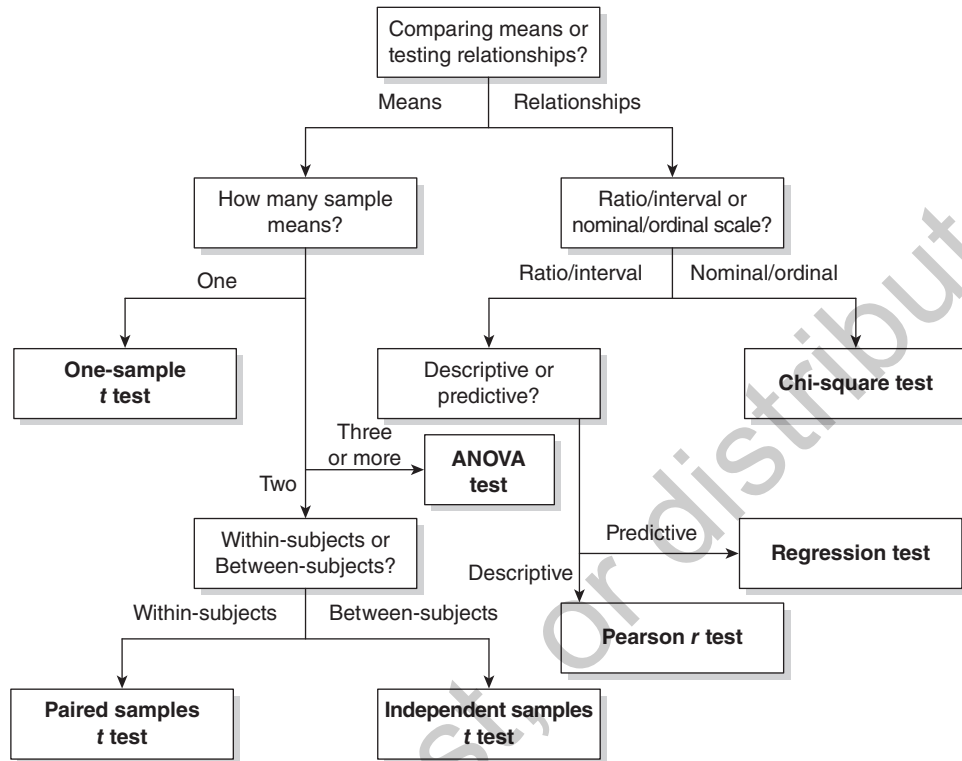 Comparing means or
testing relationships?
Means
Relationships
How many sample
means?
Ratio/interval or
nominal/ordinal scale?
One
Ratio/interval
Nominal/ordinal
One-sample
t test
Descriptive or
predictive?
Chi-square test
Three
or more
ANOVA
test
Two
Within-subjects or
Between-subjects?
Predictive
Regression test
Descriptive
Within-subjects
Between-subjects
Pearson r test
Paired samples
t test
Independent samples
t test
st, or distribut